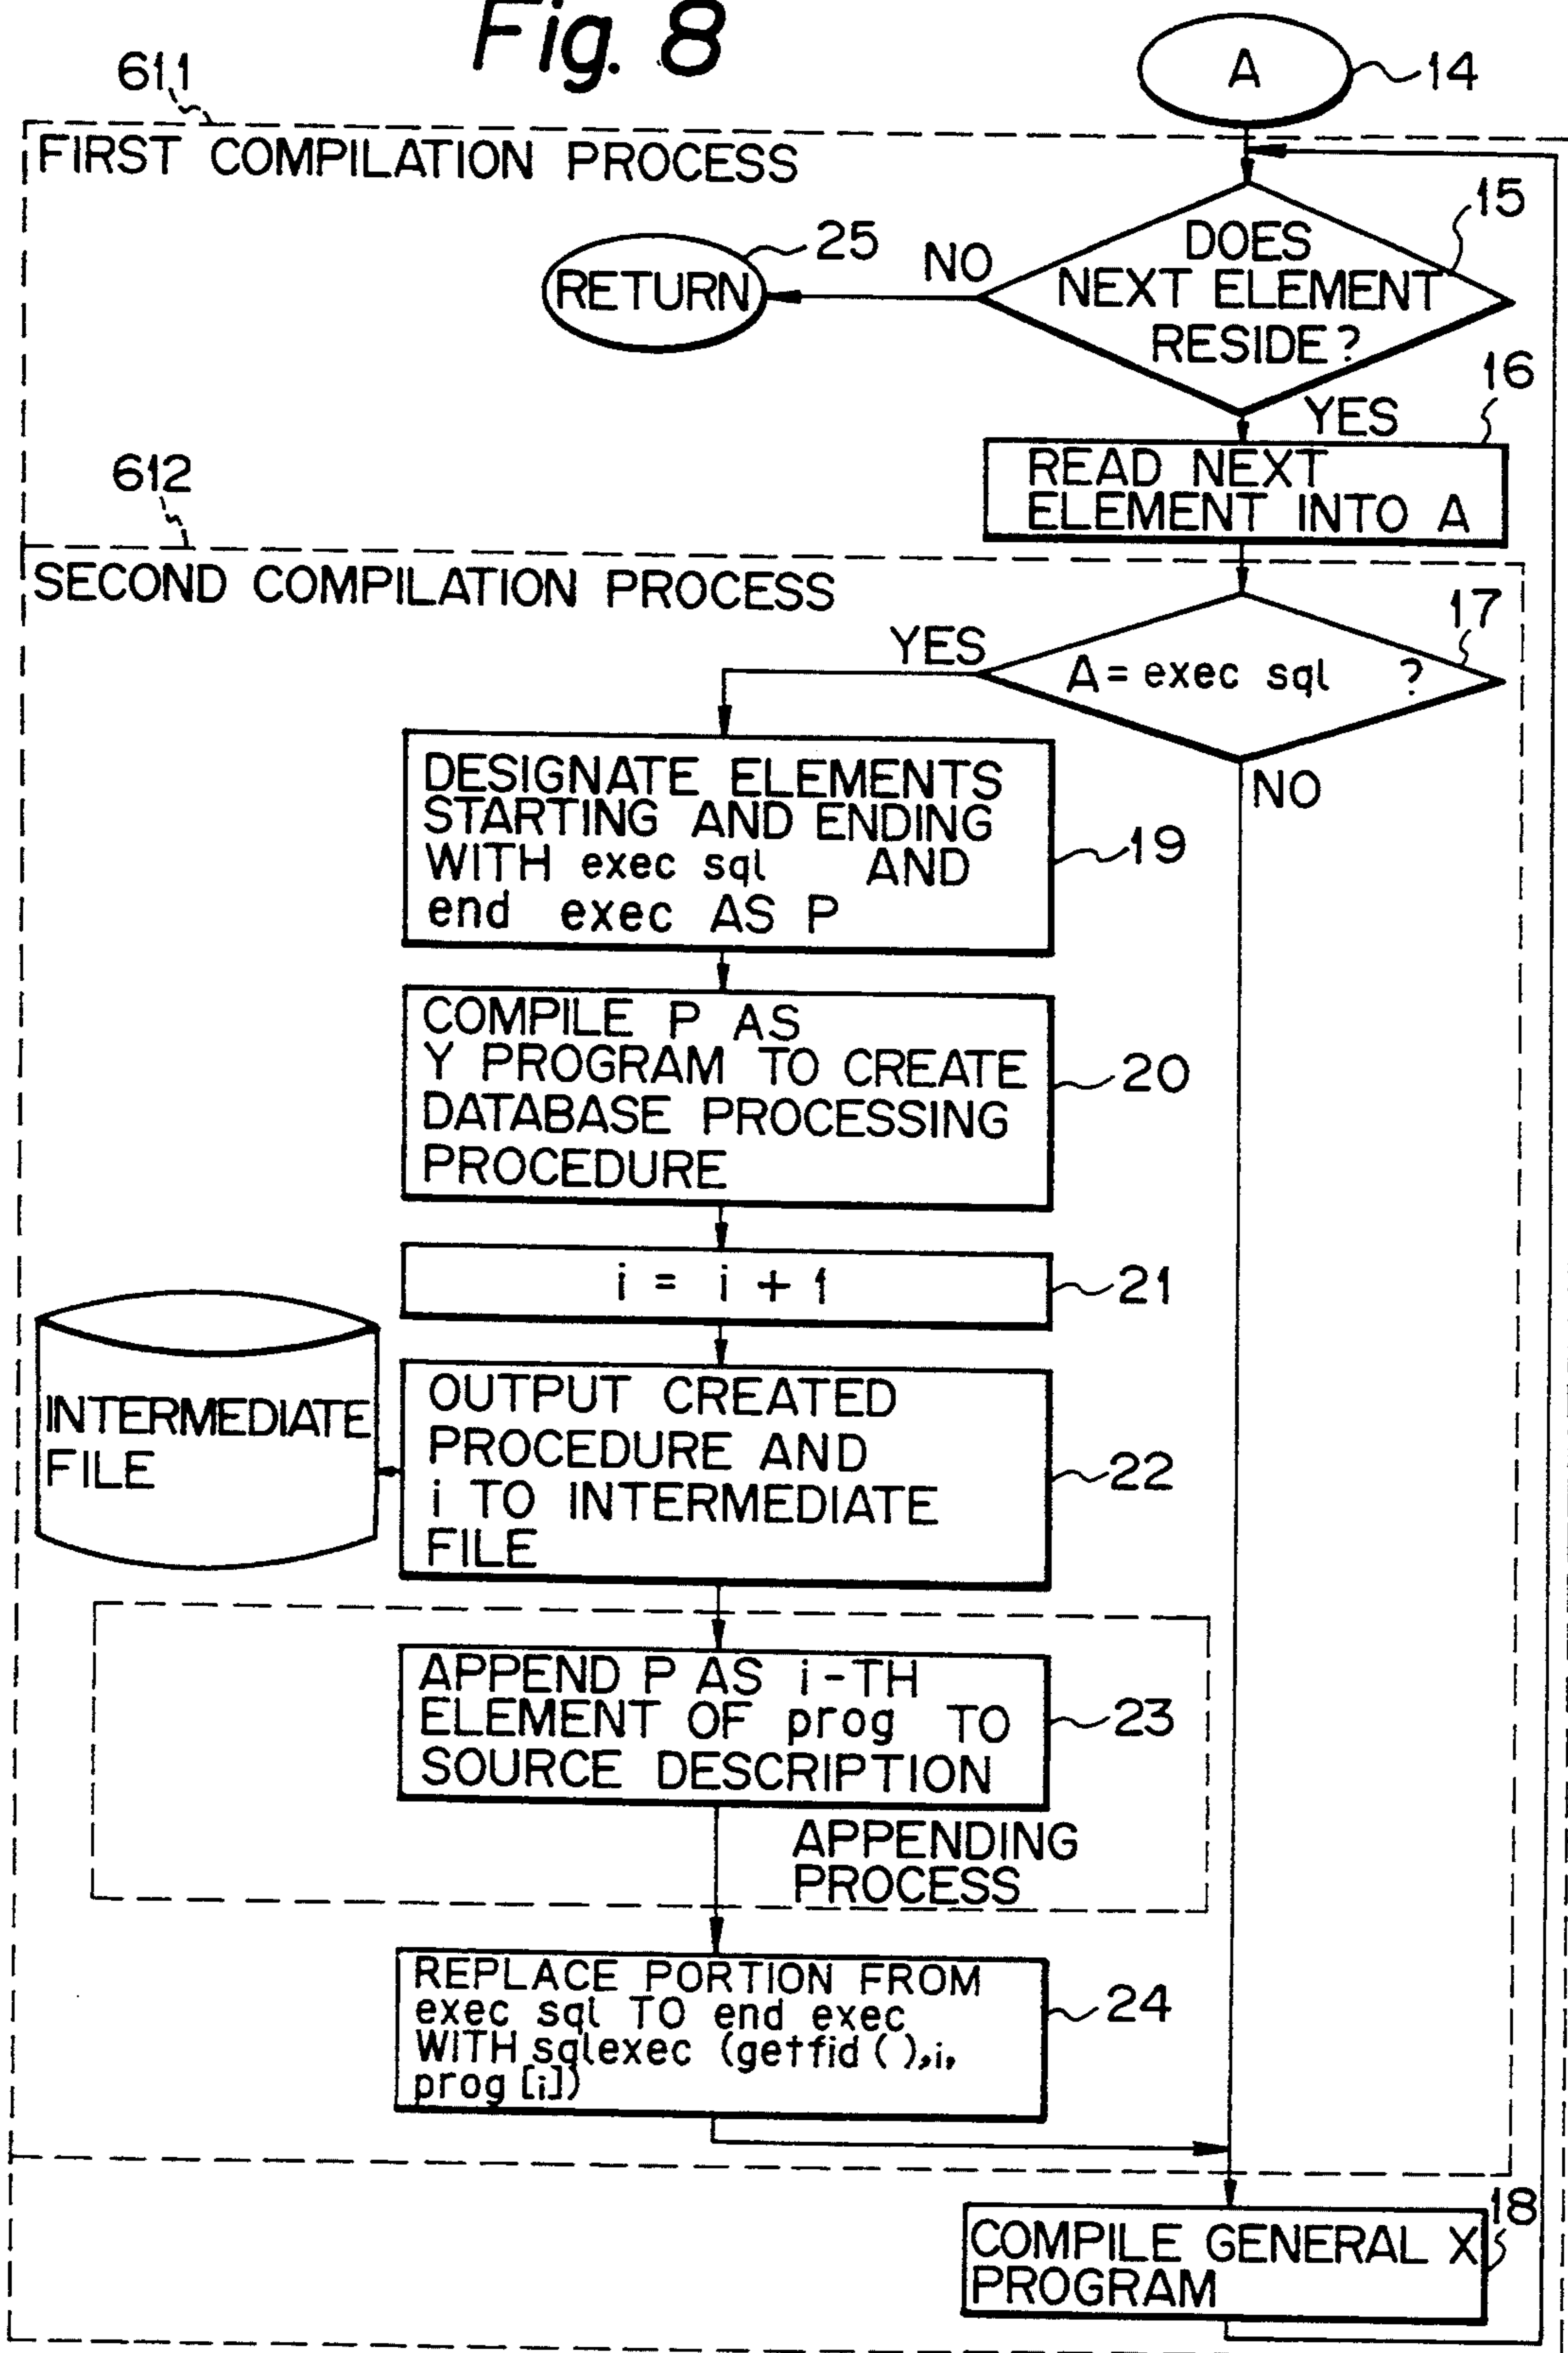 Fig. 8
A
14
611
FIRST COMPILATION PROCESS
15
DOES
NEXT ELEMENT
RESIDE?
NO
25
RETURN
YES
16
READ NEXT
ELEMENT INTO A
612
SECOND COMPILATION PROCESS
17
A = exec sql ?
YES
NO
DESIGNATE ELEMENTS
STARTING AND ENDING
WITH exec sql AND
end exec AS P
19
COMPILE P AS
Y PROGRAM TO CREATE
DATABASE PROCESSING
PROCEDURE
20
i = i + 1
21
INTERMEDIATE
FILE
OUTPUT CREATED
PROCEDURE AND
i TO INTERMEDIATE
FILE
22
APPEND P AS i-TH
ELEMENT OF prog TO
SOURCE DESCRIPTION
23
APPENDING
PROCESS
REPLACE PORTION FROM
exec sql TO end exec
WITH sqlexec (getfid ( ),i,
prog [i])
24
18
COMPILE GENERAL X
PROGRAM